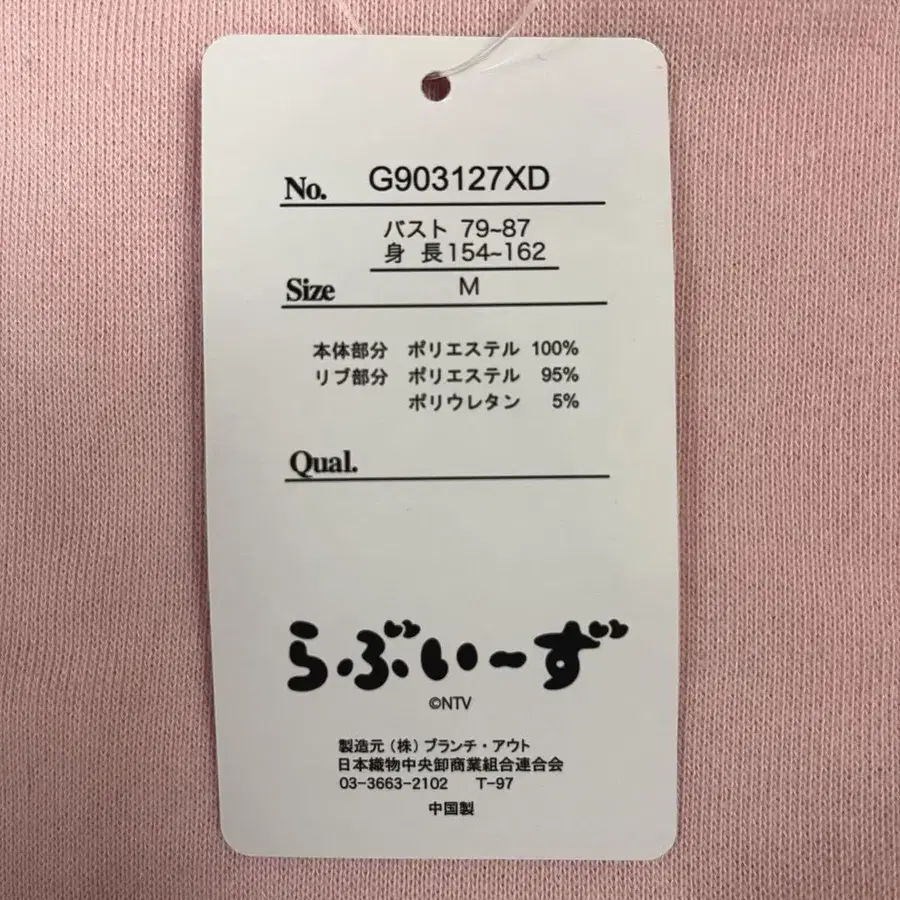 No. G903127XD
バスト 79~87
身 長154~162
Size M
本体部分 ポリエステル 100%
リブ部分 ポリエステル 95%
ポリウレタン 5%
Qual.
らぶい〜ず
©NTV
製造元（株）ブランチ・アウト
日本織物中央卸商業組合連合会
03-3663-2102 T-97
中国製